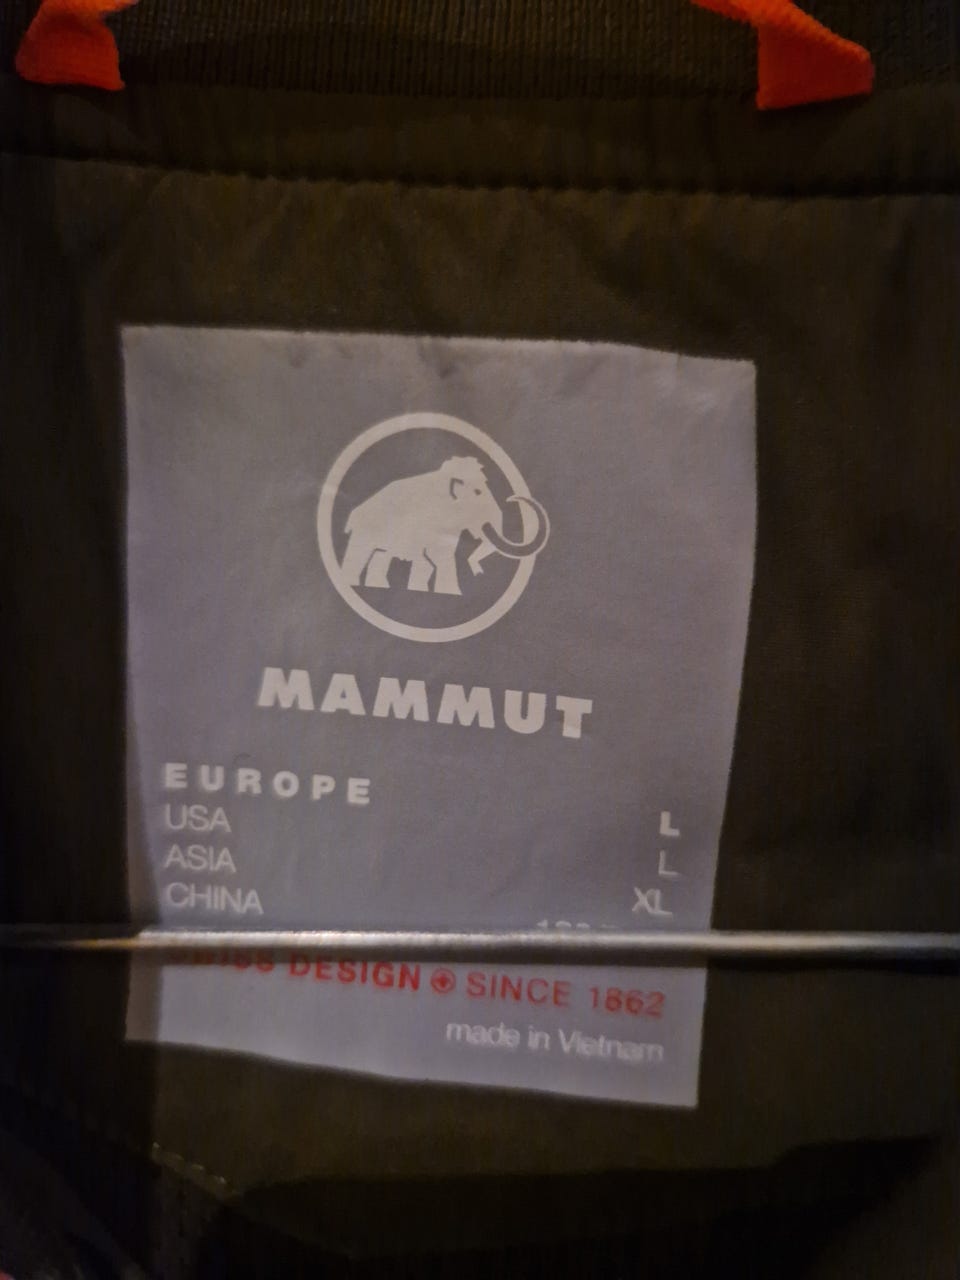 MAMMUT
EUROPE L
USA L
ASIA XL
CHINA
DESIGN SINCE 1862
made in Vietnam